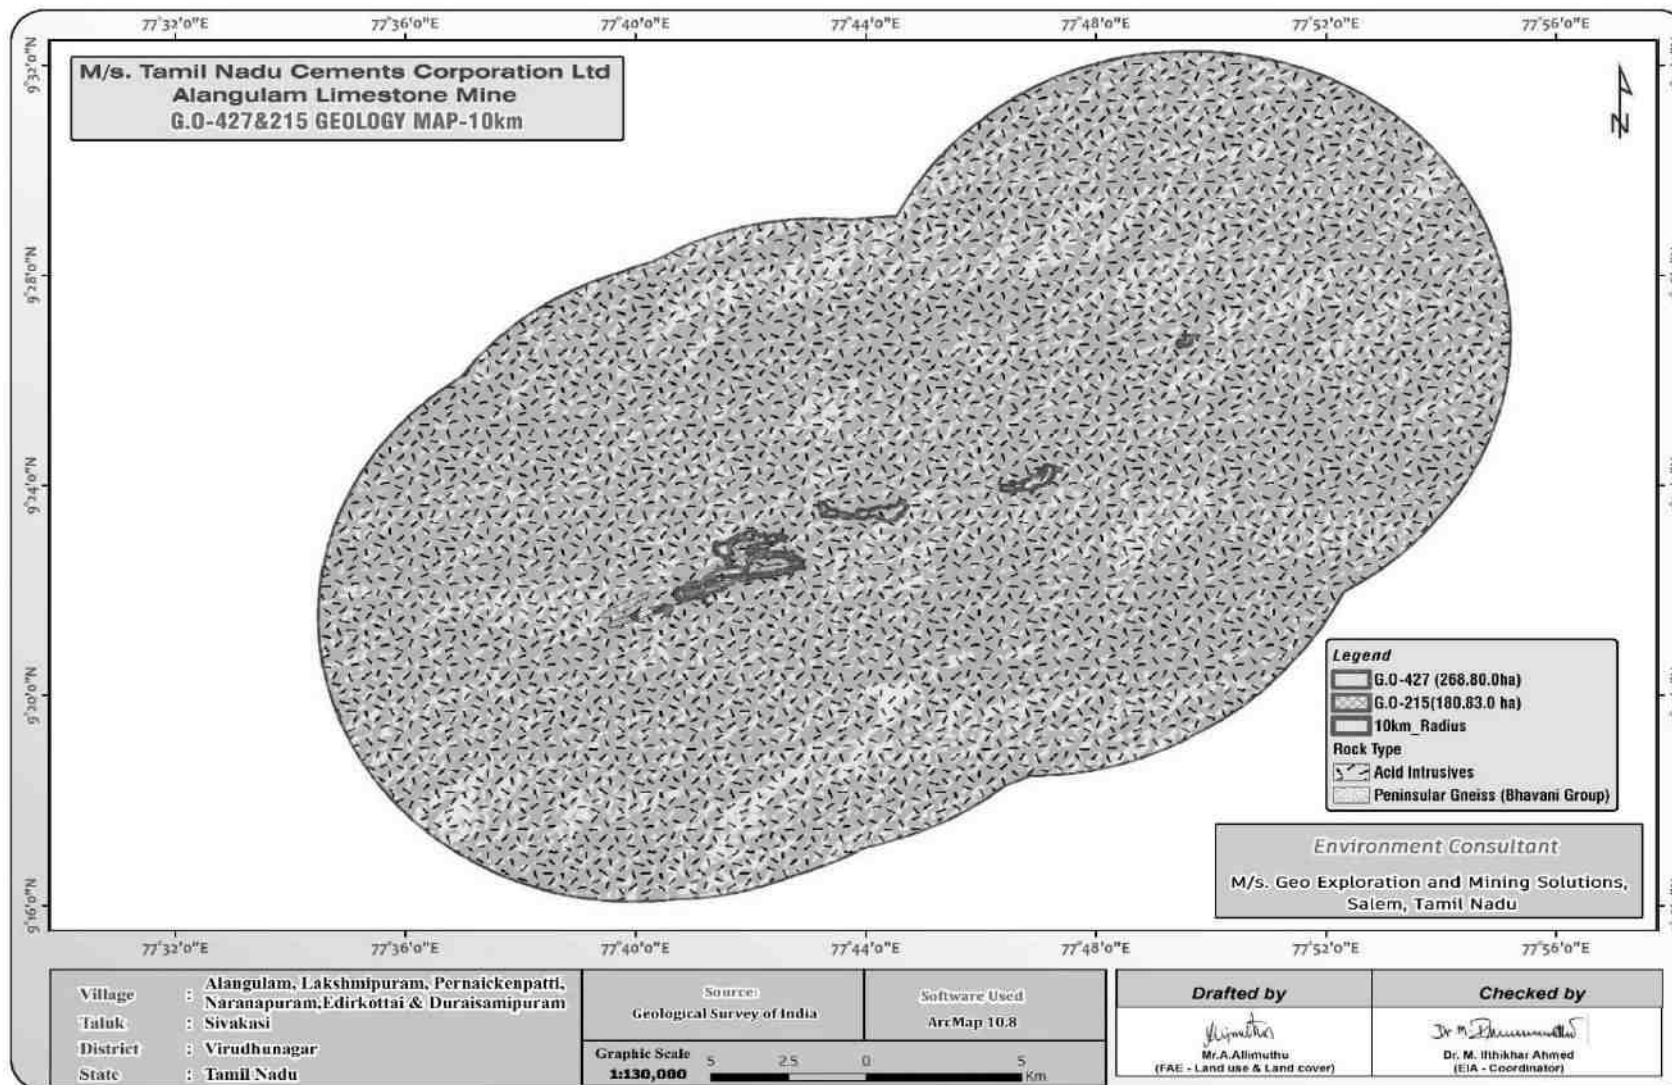 77°32'0"E 77°36'0"E 77°40'0"E 77°44'0"E 77°48'0"E 77°52'0"E 77°56'0"E
M/s. Tamil Nadu Cements Corporation Ltd
Alangulam Limestone Mine
G.O-427&215 GEOLOGY MAP-10km
N
9°32'0"N
9°28'0"N
9°24'0"N
9°20'0"N
9°16'0"N
Legend
G.O-427 (268.80.0ha)
G.O-215(180.83.0 ha)
10km_Radius
Rock Type
Acid Intrusives
Peninsular Gneiss (Bhavani Group)
Environment Consultant
M/s. Geo Exploration and Mining Solutions,
Salem, Tamil Nadu
77°32'0"E 77°36'0"E 77°40'0"E 77°44'0"E 77°48'0"E 77°52'0"E 77°56'0"E
Village : Alangulam, Lakshmipuram, Pernaickenpatti,
Naranapuram,Edirkottai & Duraisamipuram
Taluk : Sivakasi
District : Virudhunagar
State : Tamil Nadu
Source:
Geological Survey of India
Software Used
ArcMap 10.8
Graphic Scale
1:130,000
5 2.5 0 5
Km
Drafted by
Mr.A.Allimuthu
(FAE - Land use & Land cover)
Checked by
Dr. M. Ifthikhar Ahmed
(EIA - Coordinator)